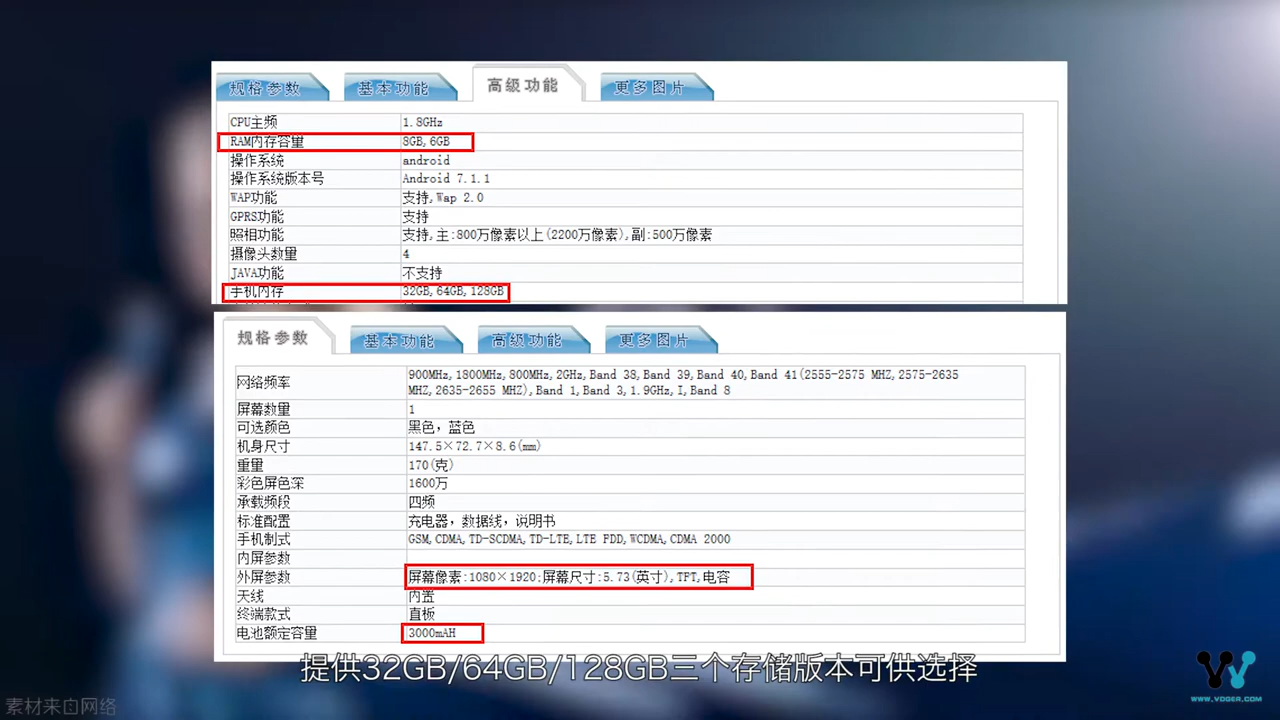 规格参数 基本功能 高级功能 更多图片
CPU主频 1.8GHz
RAM内存容量 8GB,6GB
操作系统 android
操作系统版本号 Android 7.1.1
WAP功能 支持,Wap 2.0
GPRS功能 支持
照相功能 支持,主:800万像素以上(2200万像素),副:500万像素
摄像头数量 4
JAVA功能 不支持
手机内存 32GB,64GB,128GB
规格参数 基本功能 高级功能 更多图片
网络频率 900MHz,1800MHz,800MHz,2GHz,Band 38,Band 39,Band 40,Band 41(2555-2575 MHZ,2575-2635
MHZ,2635-2655 MHZ),Band 1,Band 3,1.9GHz,I,Band 8
屏幕数量 1
可选颜色 黑色，蓝色
机身尺寸 147.5×72.7×8.6(mm)
重量 170(克)
彩色屏色深 1600万
承载频段 四频
标准配置 充电器，数据线，说明书
手机制式 GSM,CDMA,TD-SCDMA,TD-LTE,LTE FDD,WCDMA,CDMA 2000
内屏参数
外屏参数 屏幕像素:1080×1920;屏幕尺寸:5.73(英寸),TFT,电容
天线 内置
终端款式 直板
电池额定容量 3000mAH
提供32GB/64GB/128GB三个存储版本可供选择
素材来自网络
WWW.VDGER.COM